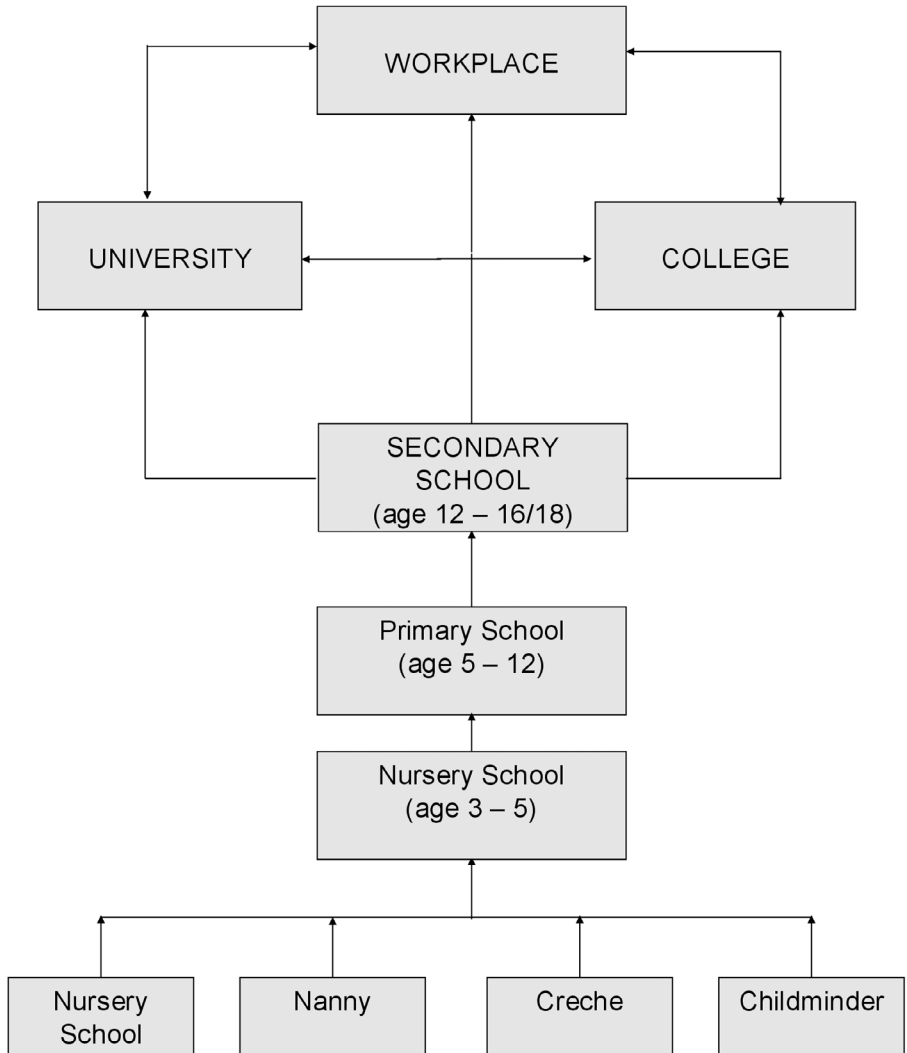 WORKPLACE
UNIVERSITY
COLLEGE
SECONDARY
SCHOOL
(age 12 – 16/18)
Primary School
(age 5 – 12)
Nursery School
(age 3 – 5)
Nursery
School
Nanny
Creche
Childminder